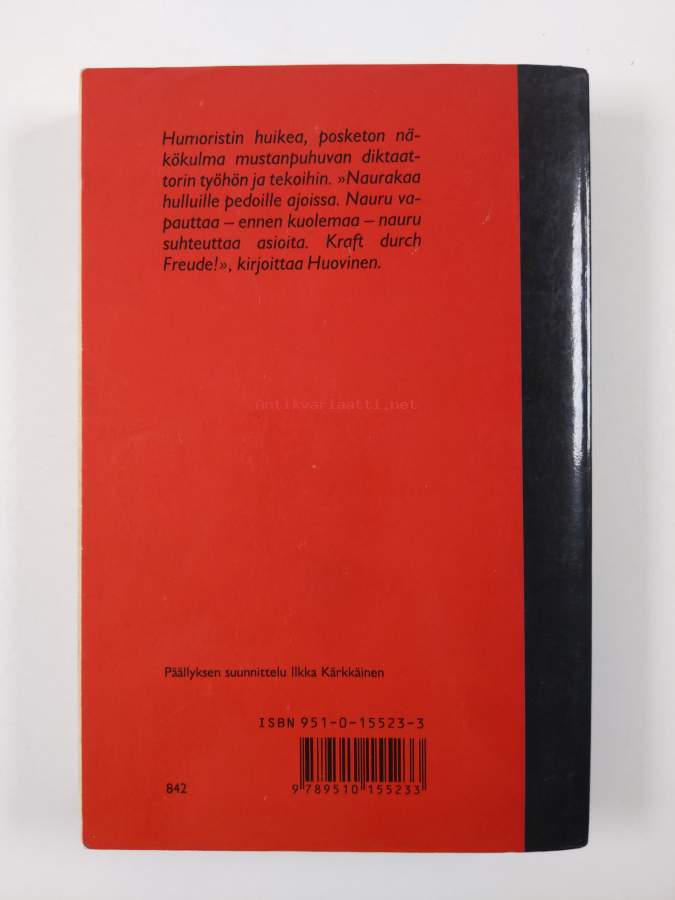 Humoristin huikea, posketon nä-
kökulma mustanpuhuvan diktaat-
torin työhön ja tekoihin. »Naurakaa
hulluille pedoille ajoissa. Nauru va-
pauttaa – ennen kuolemaa – nauru
suhteuttaa asioita. Kraft durch
Freude!», kirjoittaa Huovinen.
Antikvariaatti.net
Päällyksen suunnittelu Ilkka Kärkkäinen
ISBN 951-0-15523-3
842
9 789510 155233